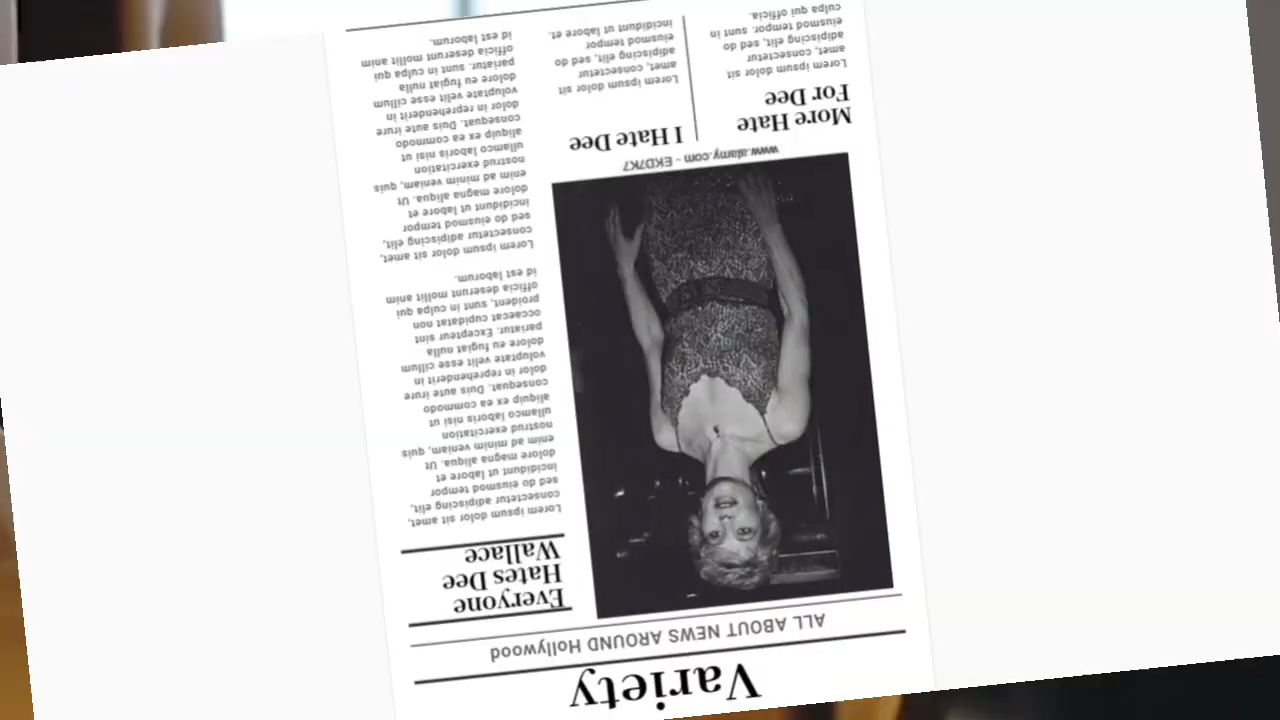 Variety
ALL ABOUT NEWS AROUND Hollywood
www.alamy.com - EKD7K7
More Hate
For Dee
Lorem ipsum dolor sit
amet, consectetur
adipiscing elit, sed do
eiusmod tempor. sunt in
culpa qui officia.
I Hate Dee
Lorem ipsum dolor sit
amet, consectetur
adipiscing elit, sed do
eiusmod tempor
incididunt ut labore et.
Everyone
Hates Dee
Wallace
Lorem ipsum dolor sit amet,
consectetur adipiscing elit,
sed do eiusmod tempor
incididunt ut labore et
dolore magna aliqua. Ut
enim ad minim veniam, quis
nostrud exercitation
ullamco laboris nisi ut
aliquip ex ea commodo
consequat. Duis aute irure
dolor in reprehenderit in
voluptate velit esse cillum
dolore eu fugiat nulla
pariatur. Excepteur sint
occaecat cupidatat non
proident, sunt in culpa qui
officia deserunt mollit anim
id est laborum.
Lorem ipsum dolor sit amet,
consectetur adipiscing elit,
sed do eiusmod tempor
incididunt ut labore et
dolore magna aliqua. Ut
enim ad minim veniam, quis
nostrud exercitation
ullamco laboris nisi ut
aliquip ex ea commodo
consequat. Duis aute irure
dolor in reprehenderit in
voluptate velit esse cillum
dolore eu fugiat nulla
pariatur. sunt in culpa qui
officia deserunt mollit anim
id est laborum.